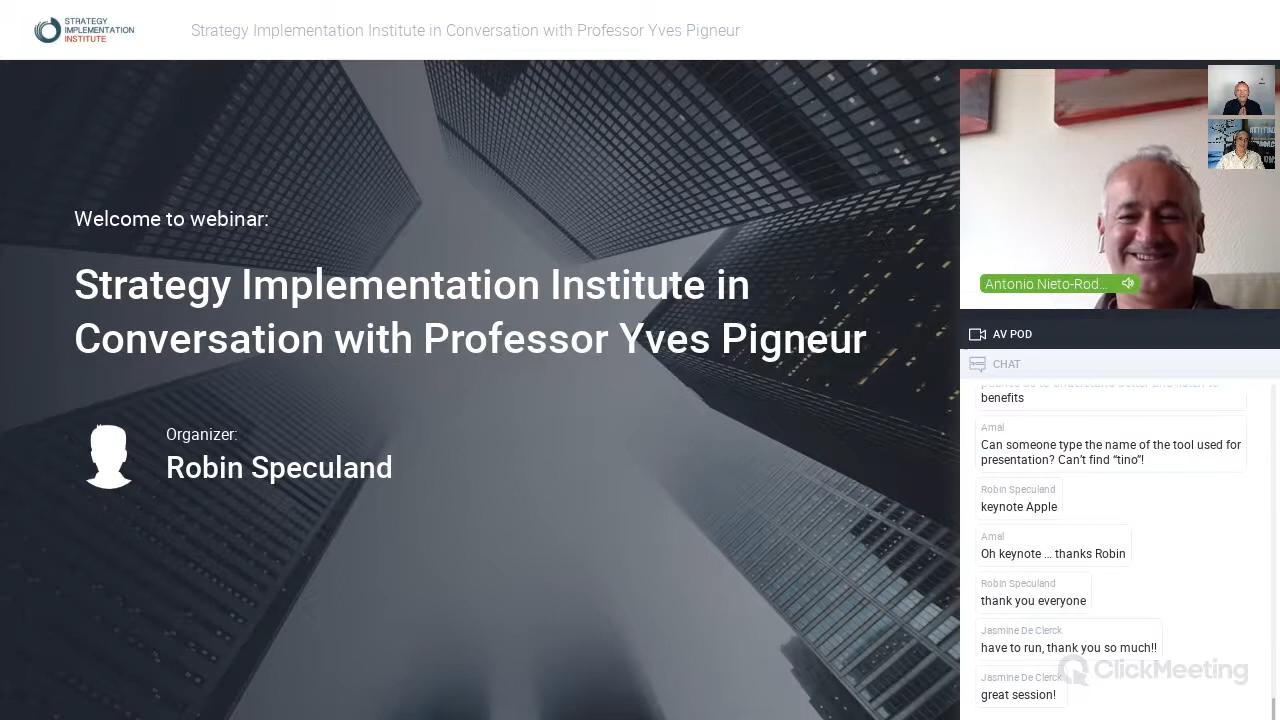 STRATEGY
IMPLEMENTATION
INSTITUTE
Strategy Implementation Institute in Conversation with Professor Yves Pigneur
Welcome to webinar:
Strategy Implementation Institute in
Conversation with Professor Yves Pigneur
Organizer:
Robin Speculand
Antonio Nieto-Rod...
AV POD
CHAT
benefits
Amal
Can someone type the name of the tool used for
presentation? Can't find “tino”!
Robin Speculand
keynote Apple
Amal
Oh keynote … thanks Robin
Robin Speculand
thank you everyone
Jasmine De Clerck
have to run, thank you so much!!
Jasmine De Clerck
great session!
ClickMeeting